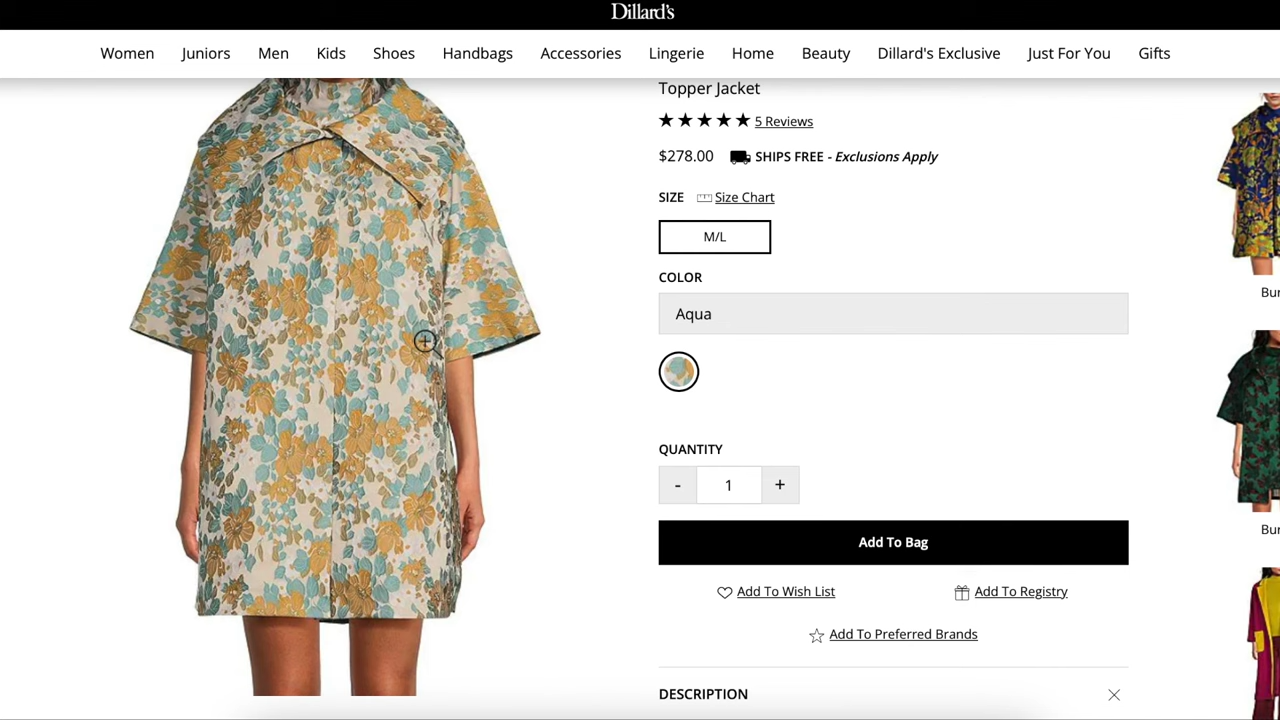 Dillard's
Women Juniors Men Kids Shoes Handbags Accessories Lingerie Home Beauty Dillard's Exclusive Just For You Gifts
Topper Jacket
5 Reviews
$278.00 SHIPS FREE - Exclusions Apply
SIZE Size Chart
M/L
COLOR
Bur
Aqua
QUANTITY
- 1 +
Bur
Add To Bag
Add To Wish List Add To Registry
Add To Preferred Brands
DESCRIPTION